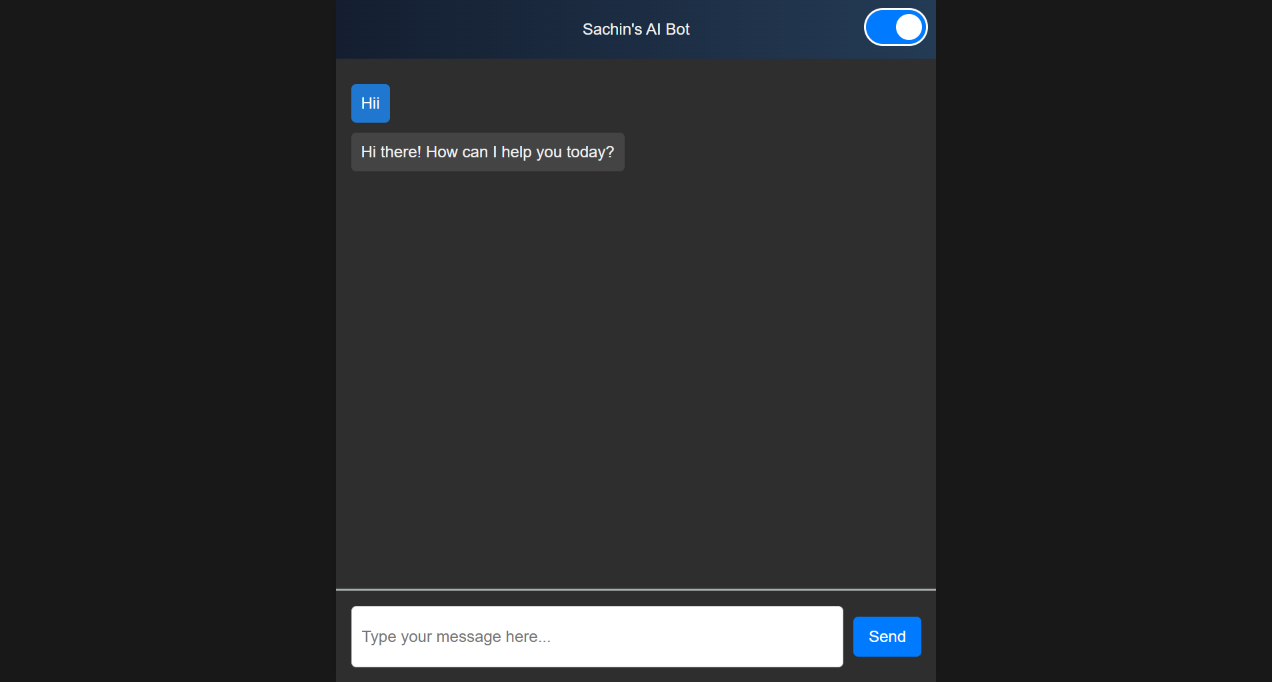 Sachin's AI Bot
Hii
Hi there! How can I help you today?
Type your message here...
Send